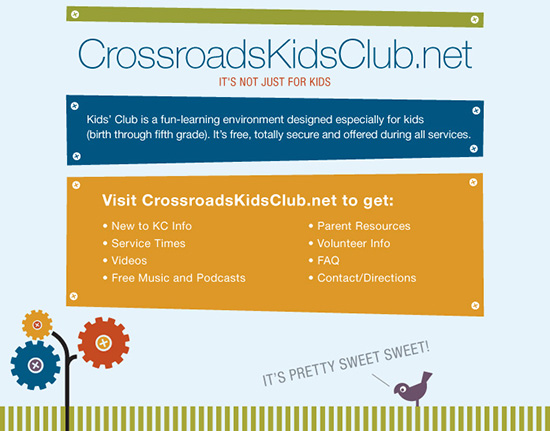 CrossroadsKidsClub.net
IT'S NOT JUST FOR KIDS
Kids' Club is a fun-learning environment designed especially for kids
(birth through fifth grade). It's free, totally secure and offered during all services.
Visit CrossroadsKidsClub.net to get:
• New to KC Info
• Service Times
• Videos
• Free Music and Podcasts
• Parent Resources
• Volunteer Info
• FAQ
• Contact/Directions
IT'S PRETTY SWEET SWEET!